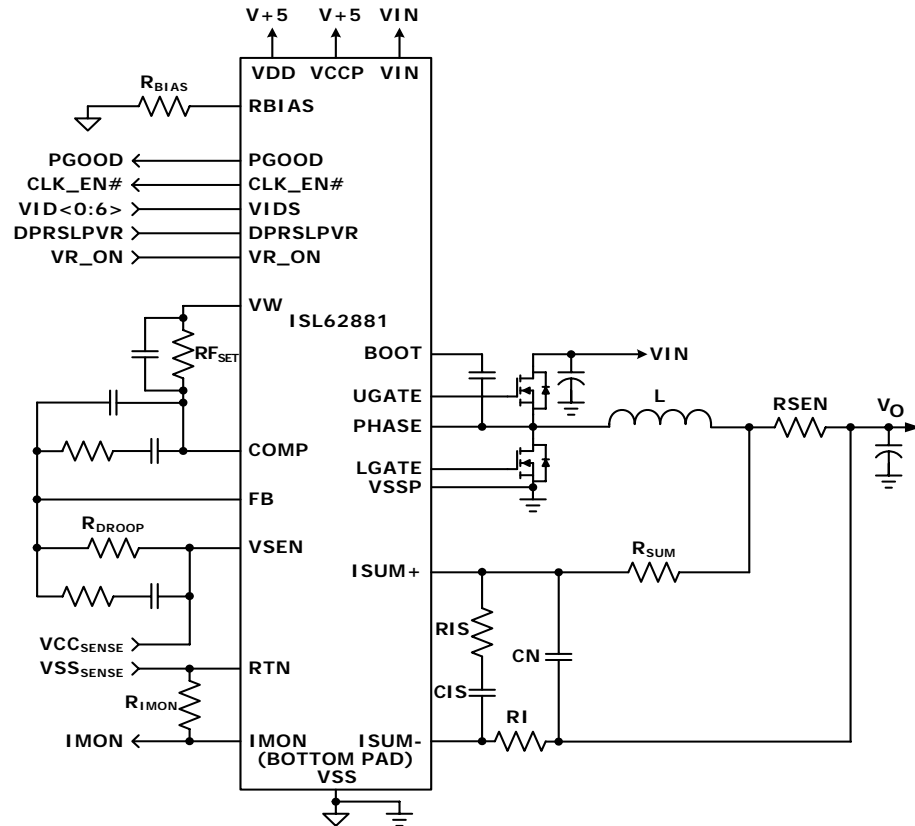 V+5 V+5 VIN
VDD VCCP VIN
RBIAS
RBIAS
PGOOD PGOOD
CLK_EN# CLK_EN#
VID<0:6> VIDS
DPRSLPVR DPRSLPVR
VR_ON VR_ON
VW
ISL62881
RFSET
BOOT
VIN
UGATE
L
RSEN
VO
PHASE
COMP
LGATE
VSSP
FB
RDROOP
VSEN
RSUM
ISUM+
RIS
CN
VCCSENSE
VSSSENSE RTN
CIS
RIMON
RI
IMON IMON ISUM-
(BOTTOM PAD)
VSS